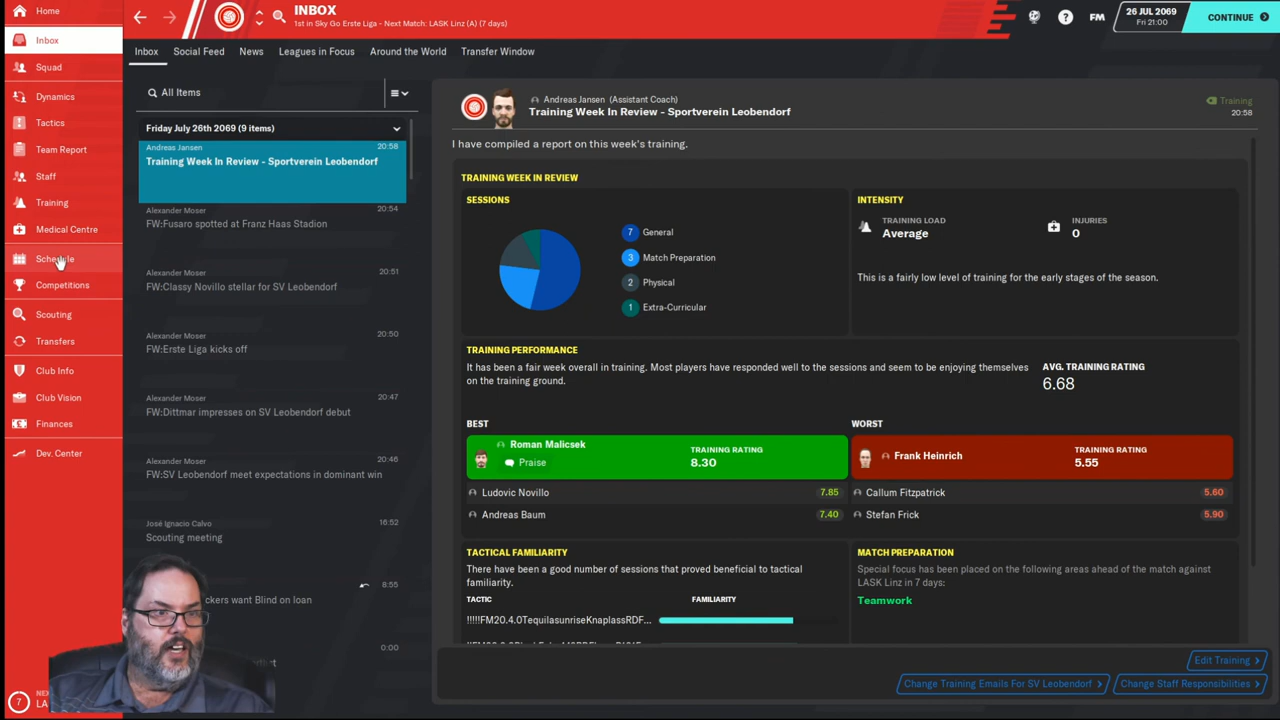 Home
Inbox
Squad
Dynamics
Tactics
Team Report
Staff
Training
Medical Centre
Schedule
Competitions
Scouting
Transfers
Club Info
Club Vision
Finances
Dev. Center
7
INBOX
1st in Sky Go Erste Liga - Next Match: LASK Linz (A) (7 days)
?
FM
26 JUL 2069
Fri 21:00
CONTINUE
Inbox
Social Feed
News
Leagues in Focus
Around the World
Transfer Window
All Items
Friday July 26th 2069 (9 items)
Andreas Jansen
20:58
Training Week In Review - Sportverein Leobendorf
Alexander Moser
20:54
FW:Fusaro spotted at Franz Haas Stadion
Alexander Moser
20:51
FW:Classy Novillo stellar for SV Leobendorf
Alexander Moser
20:50
FW:Erste Liga kicks off
Alexander Moser
20:47
FW:Dittmar impresses on SV Leobendorf debut
Alexander Moser
20:46
FW:SV Leobendorf meet expectations in dominant win
José Ignacio Calvo
16:52
Scouting meeting
8:55
ckers want Blind on loan
0:00
Andreas Jansen (Assistant Coach)
Training Week In Review - Sportverein Leobendorf
Training
20:58
I have compiled a report on this week's training.
TRAINING WEEK IN REVIEW
SESSIONS
7 General
3 Match Preparation
2 Physical
1 Extra-Curricular
INTENSITY
TRAINING LOAD
Average
INJURIES
0
This is a fairly low level of training for the early stages of the season.
TRAINING PERFORMANCE
It has been a fair week overall in training. Most players have responded well to the sessions and seem to be enjoying themselves
on the training ground.
AVG. TRAINING RATING
6.68
BEST
Roman Malicsek
Praise
TRAINING RATING
8.30
Ludovic Novillo 7.85
Andreas Baum 7.40
WORST
Frank Heinrich
TRAINING RATING
5.55
Callum Fitzpatrick 5.60
Stefan Frick 5.90
TACTICAL FAMILIARITY
There have been a good number of sessions that proved beneficial to tactical
familiarity.
TACTIC FAMILIARITY
!!!!!FM20.4.0TequilasunriseKnaplassRDF...
MATCH PREPARATION
Special focus has been placed on the following areas ahead of the match against
LASK Linz in 7 days:
Teamwork
Edit Training
Change Training Emails For SV Leobendorf
Change Staff Responsibilities